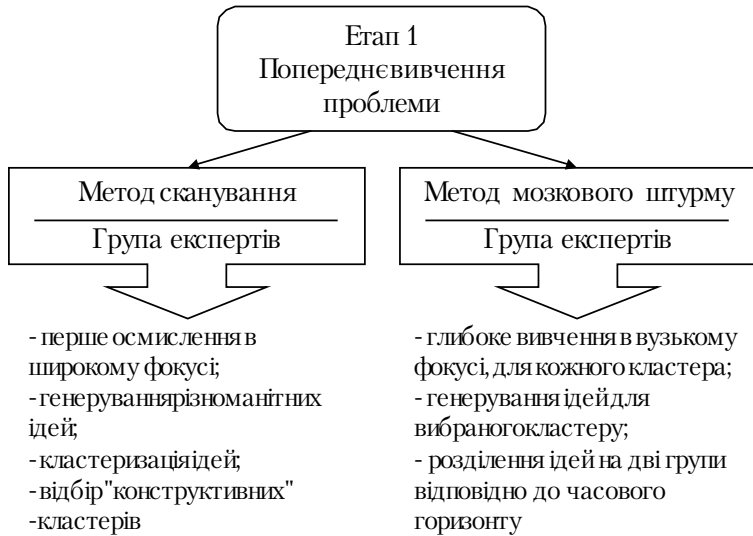 Етап 1
Попереднєвивчення
проблеми
Метод сканування
Група експертів
Метод мозкового штурму
Група експертів
- перше осмислення в
широкому фокусі;
- генеруваннярізноманітних
ідей;
- кластеризаціяідей;
- відбір"конструктивних"
-кластерів
- глибоке вивчення в вузькому
фокусі, для кожного кластера;
- генерування ідей для
вибраногокластеру;
- розділення ідей на дві групи
відповідно до часового
горизонту